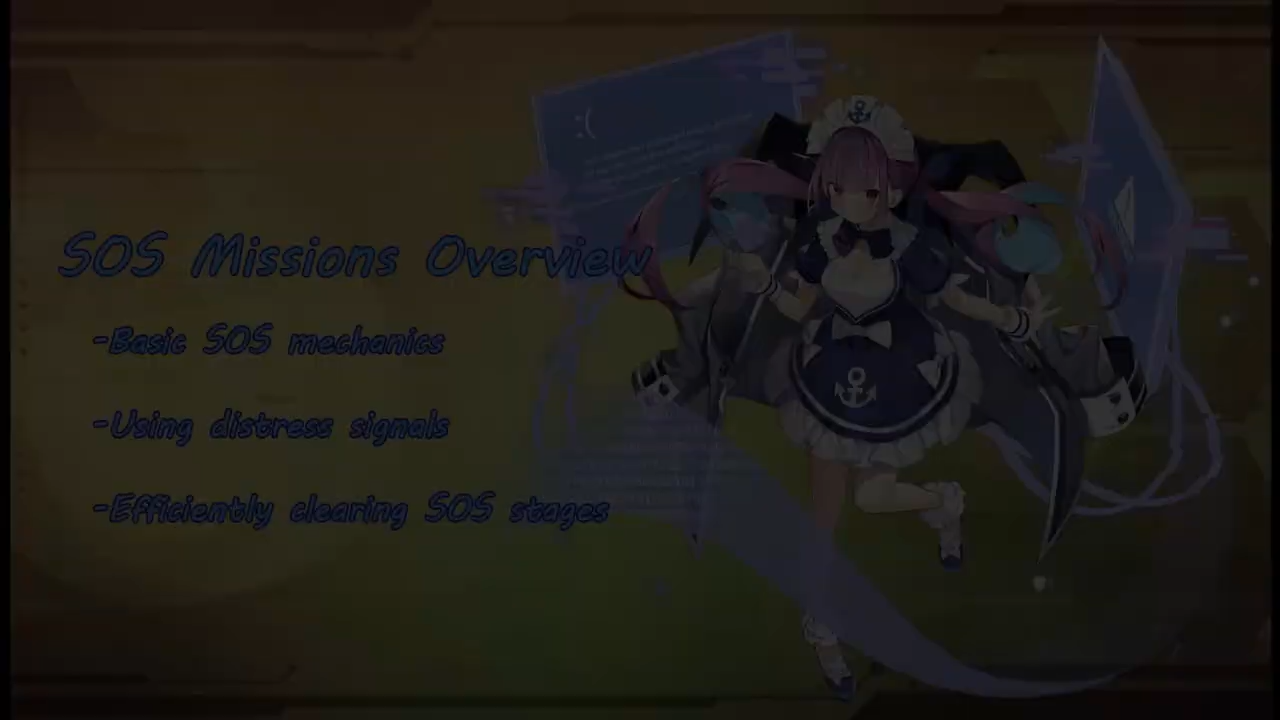 SOS Missions Overview
-Basic SOS mechanics
-Using distress signals
-Efficiently clearing SOS stages
:(